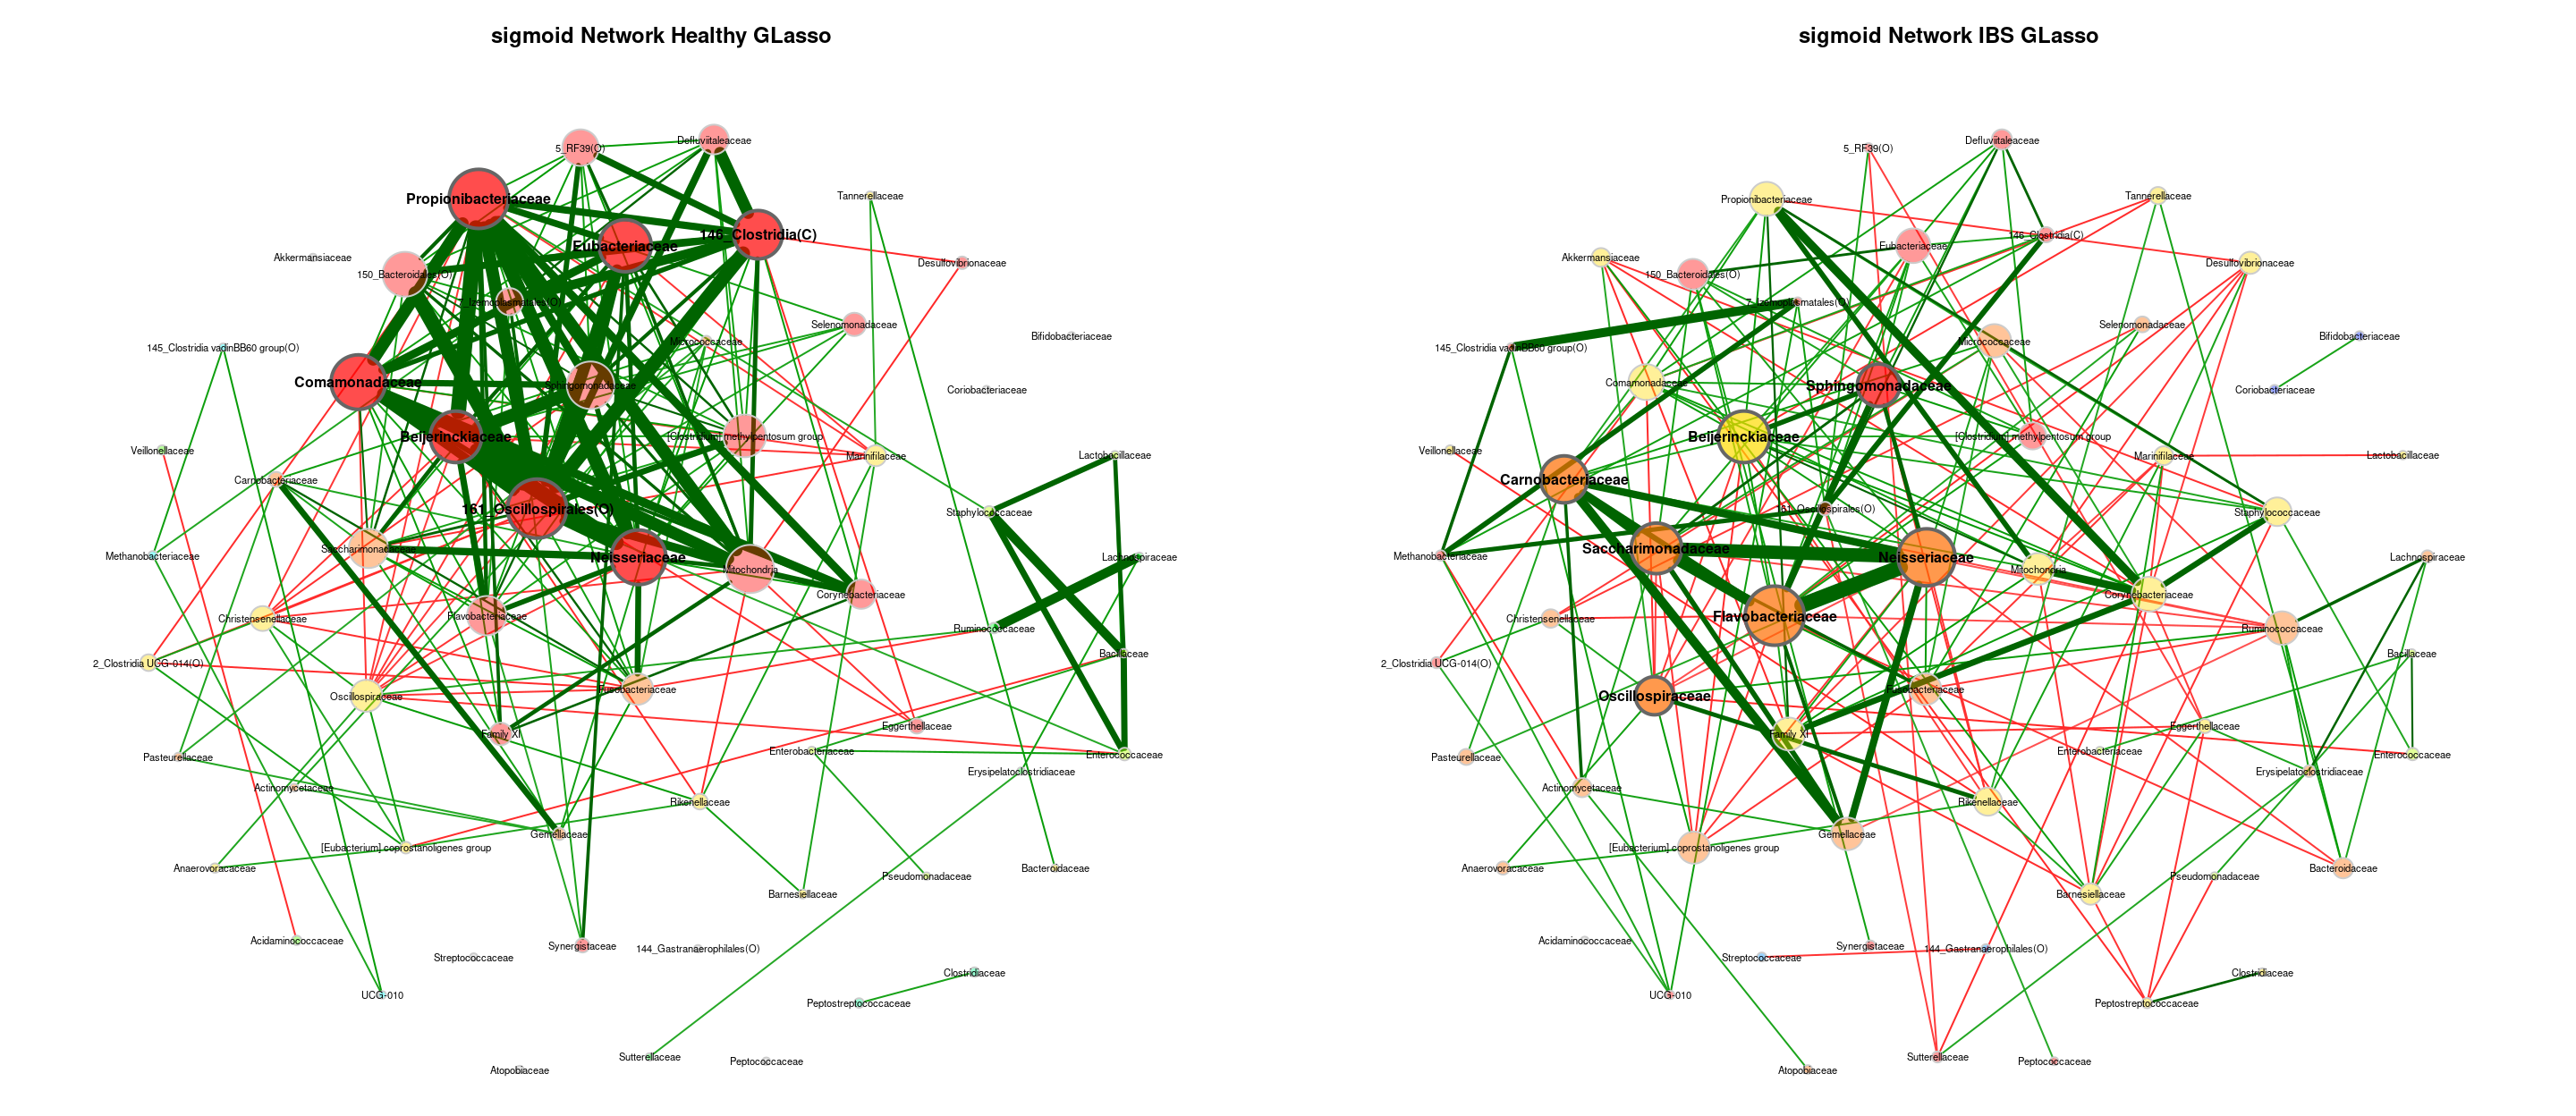 sigmoid Network Healthy GLasso
5_RF39(O)
Defluviitaleaceae
Propionibacteriaceae
Tannerellaceae
146_Clostridia(C)
Eubacteriaceae
Akkermansiaceae
Desulfovibrionaceae
150_Bacteroidales(O)
7_Izemoplasmatales(O)
Selenomonadaceae
Bifidobacteriaceae
Micrococcaceae
145_Clostridia vadinBB60 group(O)
Comamonadaceae
Sphingomonadaceae
Coriobacteriaceae
Beijerinckiaceae
[Clostridium] methylpentosum group
Veillonellaceae
Marinifilaceae
Lactobacillaceae
Carnobacteriaceae
161_Oscillospirales(O)
Staphylococcaceae
Saccharimonadaceae
Methanobacteriaceae
Neisseriaceae
Lachnospiraceae
Mitochondria
Corynebacteriaceae
Flavobacteriaceae
Christensenellaceae
Ruminococcaceae
Bacillaceae
2_Clostridia UCG-014(O)
Fusobacteriaceae
Oscillospiraceae
Eggerthellaceae
Family XI
Enterobacteriaceae
Enterococcaceae
Pasteurellaceae
Erysipelatoclostridiaceae
Actinomycetaceae
Rikenellaceae
Gemellaceae
[Eubacterium] coprostanoligenes group
Anaerovoracaceae
Bacteroidaceae
Pseudomonadaceae
Barnesiellaceae
Acidaminococcaceae
Synergistaceae
144_Gastranaerophilales(O)
Streptococcaceae
Clostridiaceae
UCG-010
Peptostreptococcaceae
Sutterellaceae
Peptococcaceae
Atopobiaceae
sigmoid Network IBS GLasso
Defluviitaleaceae
5_RF39(O)
Tannerellaceae
Propionibacteriaceae
146_Clostridia(C)
Eubacteriaceae
Akkermansiaceae
Desulfovibrionaceae
150_Bacteroidales(O)
7_Izemoplasmatales(O)
Selenomonadaceae
Bifidobacteriaceae
Micrococcaceae
145_Clostridia vadinBB60 group(O)
Comamonadaceae
Sphingomonadaceae
Coriobacteriaceae
Beijerinckiaceae
[Clostridium] methylpentosum group
Veillonellaceae
Marinifilaceae
Lactobacillaceae
Carnobacteriaceae
161_Oscillospirales(O)
Staphylococcaceae
Saccharimonadaceae
Methanobacteriaceae
Neisseriaceae
Lachnospiraceae
Mitochondria
Corynebacteriaceae
Flavobacteriaceae
Christensenellaceae
Ruminococcaceae
Bacillaceae
2_Clostridia UCG-014(O)
Fusobacteriaceae
Oscillospiraceae
Eggerthellaceae
Family XI
Enterobacteriaceae
Enterococcaceae
Pasteurellaceae
Erysipelatoclostridiaceae
Actinomycetaceae
Rikenellaceae
Gemellaceae
[Eubacterium] coprostanoligenes group
Anaerovoracaceae
Bacteroidaceae
Pseudomonadaceae
Barnesiellaceae
Acidaminococcaceae
Synergistaceae
144_Gastranaerophilales(O)
Streptococcaceae
Clostridiaceae
UCG-010
Peptostreptococcaceae
Sutterellaceae
Peptococcaceae
Atopobiaceae